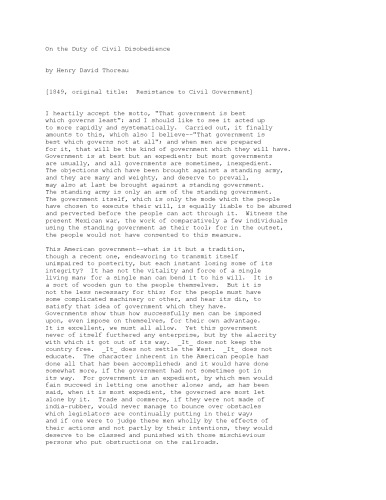 On the Duty of Civil Disobedience
by Henry David Thoreau
[1849, original title:  Resistance to Civil Government]
I heartily accept the motto, "That government is best
which governs least"; and I should like to see it acted up
to more rapidly and systematically.  Carried out, it finally
amounts to this, which also I believe--"That government is
best which governs not at all"; and when men are prepared
for it, that will be the kind of government which they will have.
Government is at best but an expedient; but most governments
are usually, and all governments are sometimes, inexpedient.
The objections which have been brought against a standing army,
and they are many and weighty, and deserve to prevail,
may also at last be brought against a standing government.
The standing army is only an arm of the standing government.
The government itself, which is only the mode which the people
have chosen to execute their will, is equally liable to be abused
and perverted before the people can act through it.  Witness the
present Mexican war, the work of comparatively a few individuals
using the standing government as their tool; for in the outset,
the people would not have consented to this measure.
This American government--what is it but a tradition,
though a recent one, endeavoring to transmit itself
unimpaired to posterity, but each instant losing some of its
integrity?  It has not the vitality and force of a single
living man; for a single man can bend it to his will.  It is
a sort of wooden gun to the people themselves.  But it is
not the less necessary for this; for the people must have
some complicated machinery or other, and hear its din, to
satisfy that idea of government which they have.
Governments show thus how successfully men can be imposed
upon, even impose on themselves, for their own advantage.
It is excellent, we must all allow.  Yet this government
never of itself furthered any enterprise, but by the alacrity
with which it got out of its way.  _It_ does not keep the
country free.  _It_ does not settle the West.  _It_ does not
educate.  The character inherent in the American people has
done all that has been accomplished; and it would have done
somewhat more, if the government had not sometimes got in
its way.  For government is an expedient, by which men would
fain succeed in letting one another alone; and, as has been
said, when it is most expedient, the governed are most let
alone by it.  Trade and commerce, if they were not made of
india-rubber, would never manage to bounce over obstacles
which legislators are continually putting in their way;
and if one were to judge these men wholly by the effects of
their actions and not partly by their intentions, they would
deserve to be classed and punished with those mischievious
persons who put obstructions on the railroads.